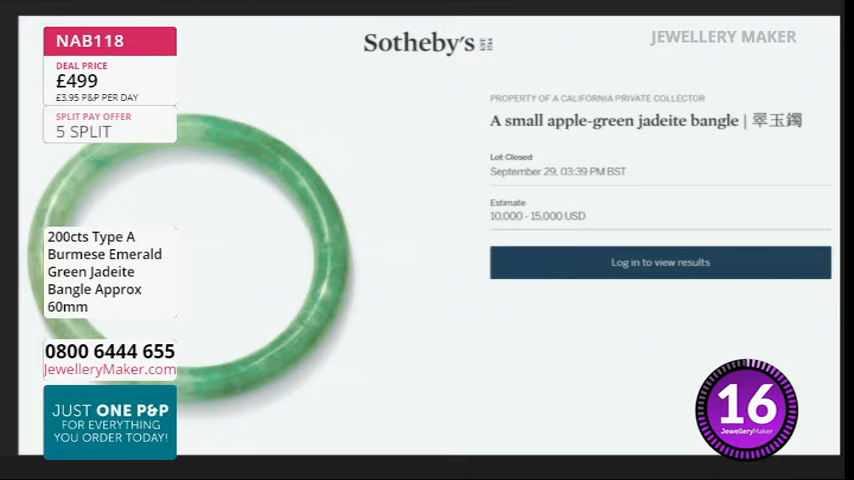 NAB118
DEAL PRICE
£499
£3.95 P&P PER DAY
SPLIT PAY OFFER
5 SPLIT
200cts Type A
Burmese Emerald
Green Jadeite
Bangle Approx
60mm
0800 6444 655
JewelleryMaker.com
JUST ONE P&P
FOR EVERYTHING
YOU ORDER TODAY!
Sotheby's EST. 1744
JEWELLERY MAKER
PROPERTY OF A CALIFORNIA PRIVATE COLLECTOR
A small apple-green jadeite bangle | 翠玉鐲
Lot Closed
September 29, 03:39 PM BST
Estimate
10,000 - 15,000 USD
Log in to view results
16
JewelleryMaker